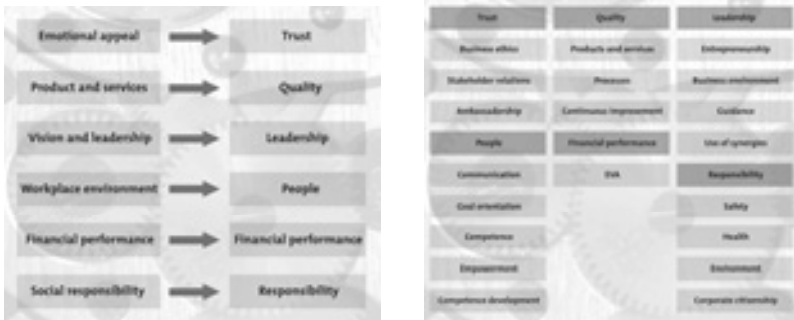 Emotional appeal Trust
Product and services Quality
Vision and leadership Leadership
Workplace environment People
Financial performance Financial performance
Social responsibility Responsibility
Trust Quality Leadership
Business ethics Products and services Entrepreneurship
Stakeholder relations Processes Business environment
Ambassadorship Continuous improvement Guidance
People Financial performance Use of synergies
Communication EVA Responsibility
Goal orientation Safety
Competence Health
Empowerment Environment
Competence development Corporate citizenship